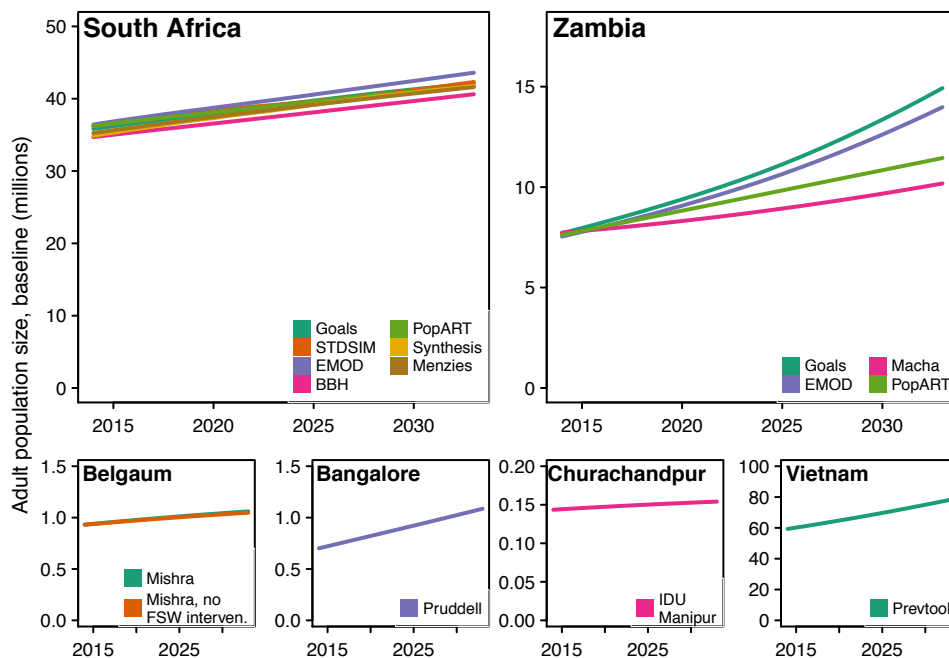 Adult population size, baseline (millions)
South Africa
50
40
30
20
10
0
Goals
STDSIM
EMOD
BBH
PopART
Synthesis
Menzies
2015 2020 2025 2030
Zambia
15
10
5
0
Goals
EMOD
Macha
PopART
2015 2020 2025 2030
Belgaum
1.5
1.0
0.5
0.0
Mishra
Mishra, no
FSW interven.
2015 2025
Bangalore
1.5
1.0
0.5
0.0
Pruddell
2015 2025
Churachandpur
0.20
0.15
0.10
0.05
0.00
IDU
Manipur
2015 2025
Vietnam
100
80
60
40
20
0
Prevtool
2015 2025